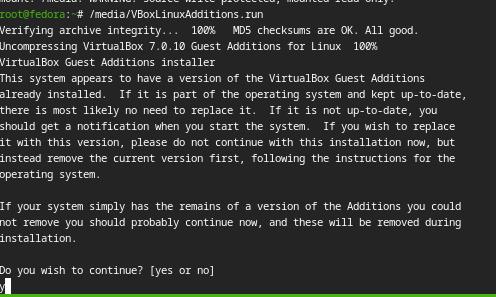 mount: /media: WARNING: source write-protected, mounted read-only.
root@fedora:~# /media/VBoxLinuxAdditions.run
Verifying archive integrity...  100%   MD5 checksums are OK. All good.
Uncompressing VirtualBox 7.0.10 Guest Additions for Linux  100%
VirtualBox Guest Additions installer
This system appears to have a version of the VirtualBox Guest Additions
already installed.  If it is part of the operating system and kept up-to-date,
there is most likely no need to replace it.  If it is not up-to-date, you
should get a notification when you start the system.  If you wish to replace
it with this version, please do not continue with this installation now, but
instead remove the current version first, following the instructions for the
operating system.
If your system simply has the remains of a version of the Additions you could
not remove you should probably continue now, and these will be removed during
installation.
Do you wish to continue? [yes or no]
y